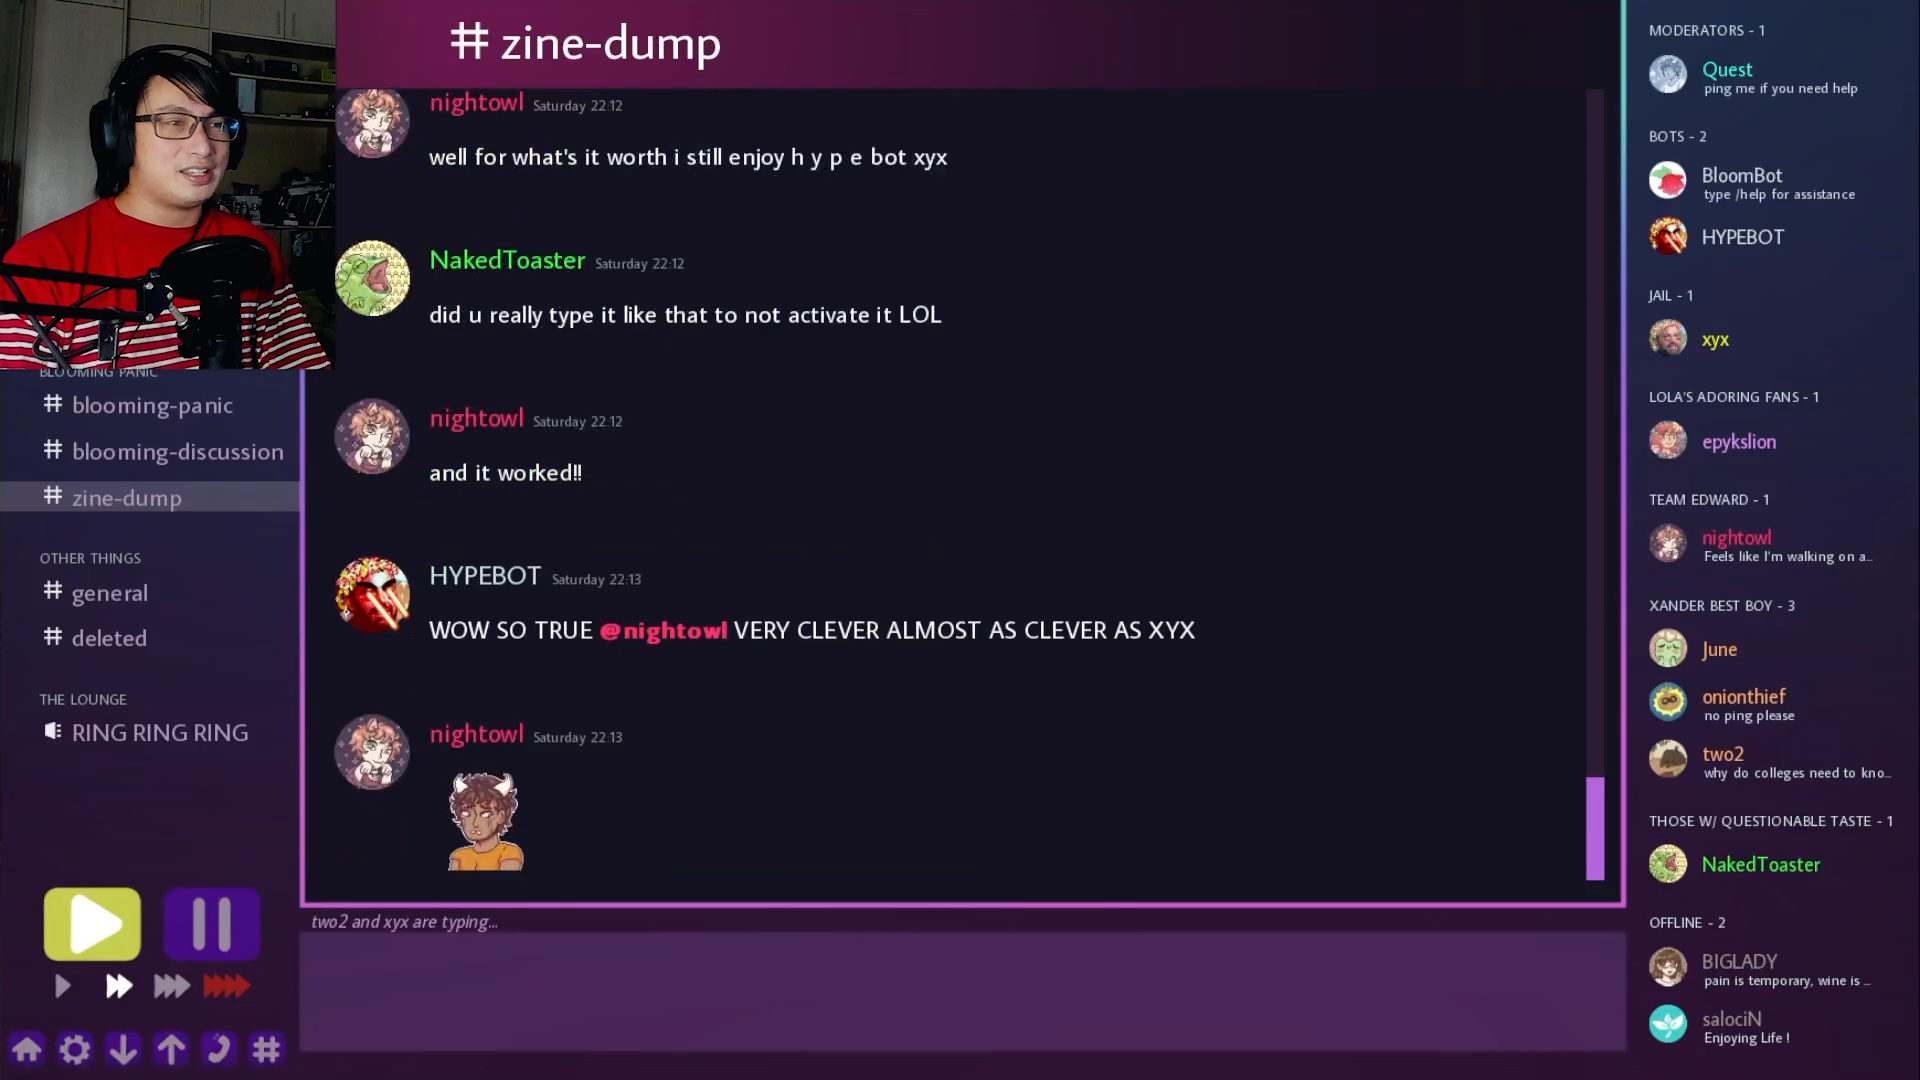 # zine-dump
nightowl Saturday 22:12
well for what's it worth i still enjoy h y p e bot xyx
NakedToaster Saturday 22:12
did u really type it like that to not activate it LOL
nightowl Saturday 22:12
and it worked!!
HYPEBOT Saturday 22:13
WOW SO TRUE @nightowl VERY CLEVER ALMOST AS CLEVER AS XYX
nightowl Saturday 22:13
two2 and xyx are typing...
BLOOMING PANIC
# blooming-panic
# blooming-discussion
# zine-dump
OTHER THINGS
# general
# deleted
THE LOUNGE
RING RING RING
MODERATORS - 1
Quest
ping me if you need help
BOTS - 2
BloomBot
type /help for assistance
HYPEBOT
JAIL - 1
xyx
LOLA'S ADORING FANS - 1
epykslion
TEAM EDWARD - 1
nightowl
Feels like I'm walking on a...
XANDER BEST BOY - 3
June
onionthief
no ping please
two2
why do colleges need to kno...
THOSE W/ QUESTIONABLE TASTE - 1
NakedToaster
OFFLINE - 2
BIGLADY
pain is temporary, wine is ...
salociN
Enjoying Life !